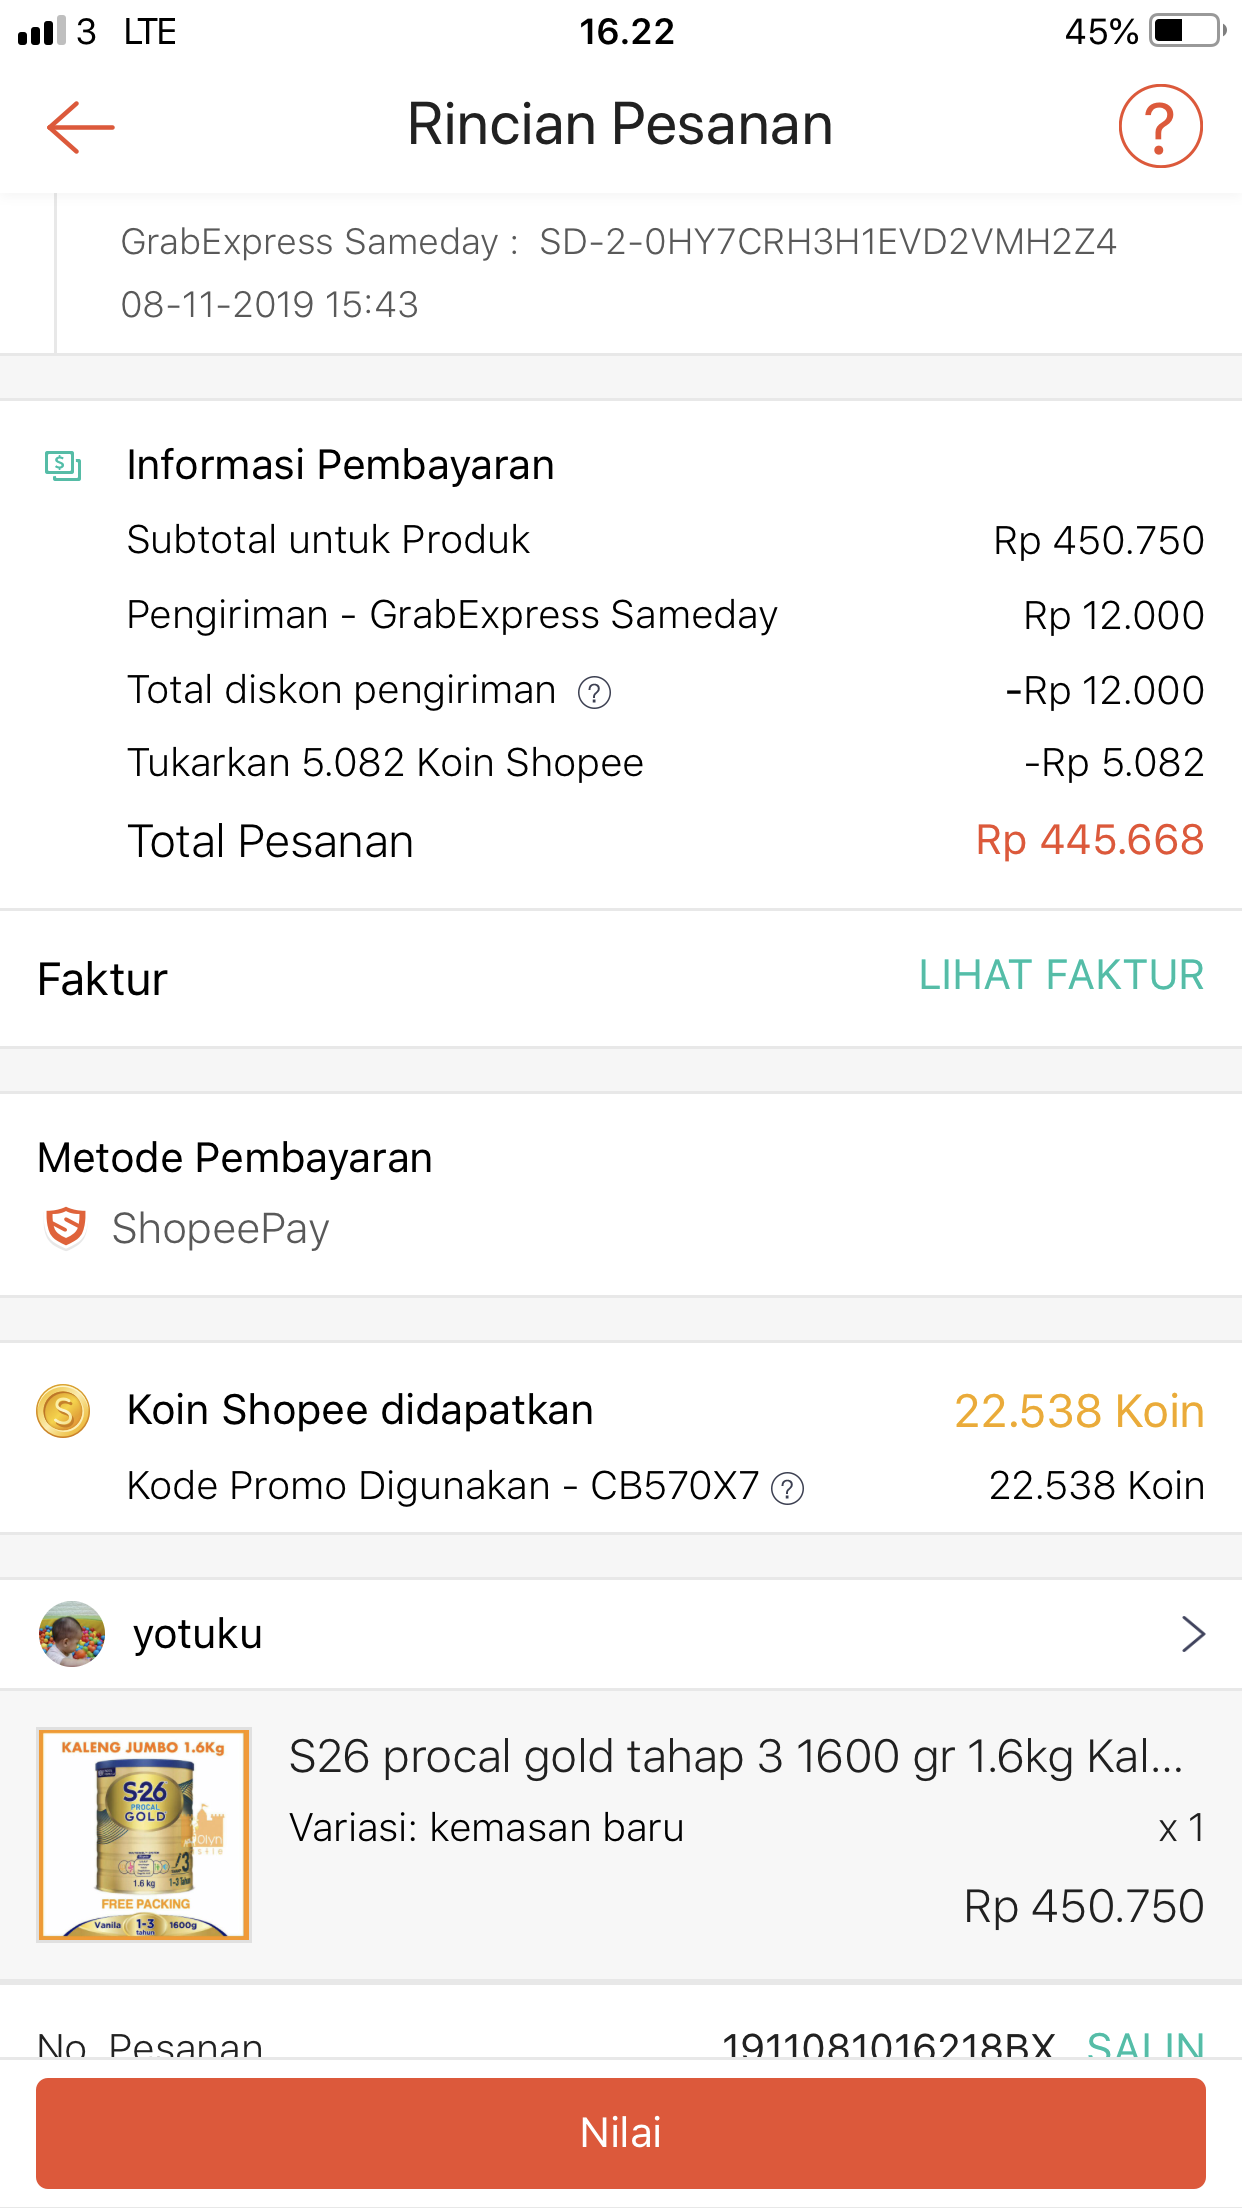 3 LTE 16.22 45%
Rincian Pesanan ?
GrabExpress Sameday : SD-2-0HY7CRH3H1EVD2VMH2Z4
08-11-2019 15:43
Informasi Pembayaran
Subtotal untuk Produk Rp 450.750
Pengiriman - GrabExpress Sameday Rp 12.000
Total diskon pengiriman ? -Rp 12.000
Tukarkan 5.082 Koin Shopee -Rp 5.082
Total Pesanan Rp 445.668
Faktur LIHAT FAKTUR
Metode Pembayaran
ShopeePay
Koin Shopee didapatkan 22.538 Koin
Kode Promo Digunakan - CB570X7 ? 22.538 Koin
yotuku
KALENG JUMBO 1.6Kg
S-26
PROCAL
GOLD
3
1.6 kg 1-3 Tahun
FREE PACKING
Vanila 1-3 tahun 1600g
S26 procal gold tahap 3 1600 gr 1.6kg Kal...
Variasi: kemasan baru x 1
Rp 450.750
No. Pesanan 1911081016218BX SALIN
Nilai